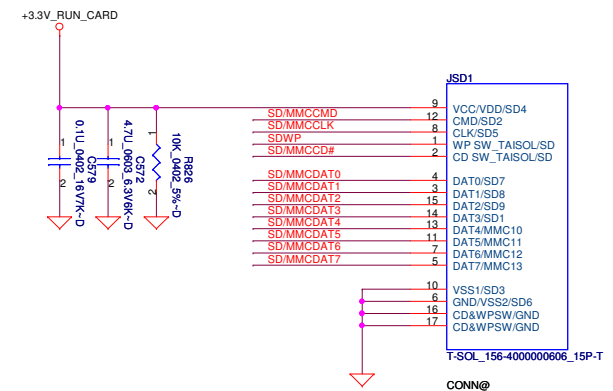 +3.3V_RUN_CARD
JSD1
9 VCC/VDD/SD4
SD/MMCCMD 12 CMD/SD2
SD/MMCCLK 8 CLK/SD5
SDWP 1 WP SW_TAISOL/SD
SD/MMCCD# 2 CD SW_TAISOL/SD
SD/MMCDAT0 4 DAT0/SD7
SD/MMCDAT1 3 DAT1/SD8
SD/MMCDAT2 15 DAT2/SD9
SD/MMCDAT3 14 DAT3/SD1
SD/MMCDAT4 13 DAT4/MMC10
SD/MMCDAT5 11 DAT5/MMC11
SD/MMCDAT6 7 DAT6/MMC12
SD/MMCDAT7 5 DAT7/MMC13
10 VSS1/SD3
6 GND/VSS2/SD6
16 CD&WPSW/GND
17 CD&WPSW/GND
T-SOL_156-4000000606_15P-T
CONN@
1
2
C579
0.1U_0402_16V7K~D
1
2
C572
4.7U_0603_6.3V6K~D
1
2
R826
10K_0402_5%~D